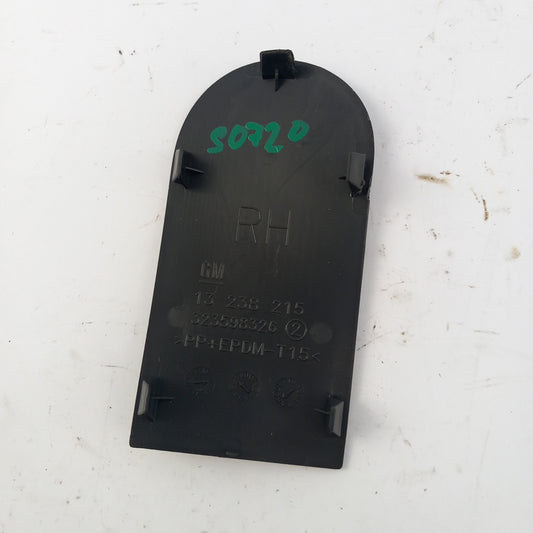 S0720
RH
GM
13 238 215
323598326 2
>PP+EPDM-T15<